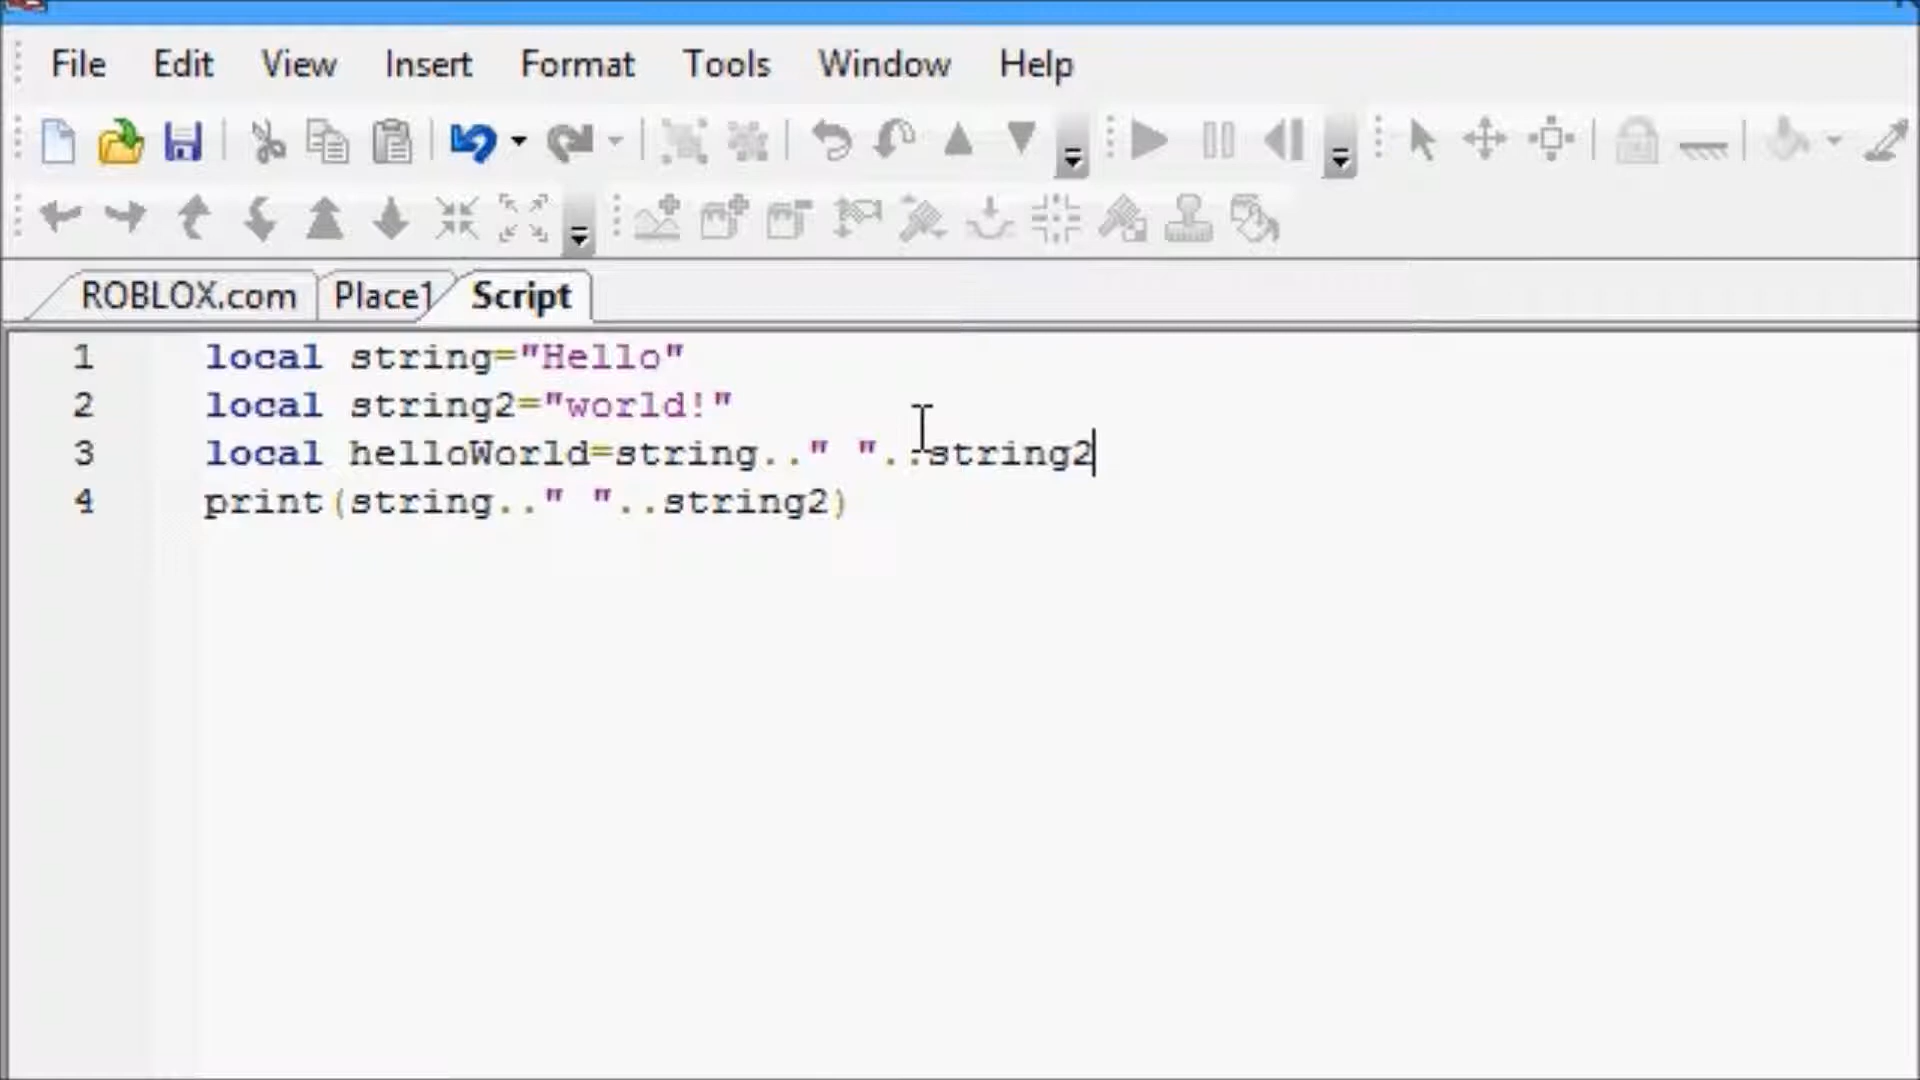 File Edit View Insert Format Tools Window Help
ROBLOX.com Place1 Script
1 local string="Hello"
2 local string2="world!"
3 local helloWorld=string.." "..string2
4 print(string.." "..string2)